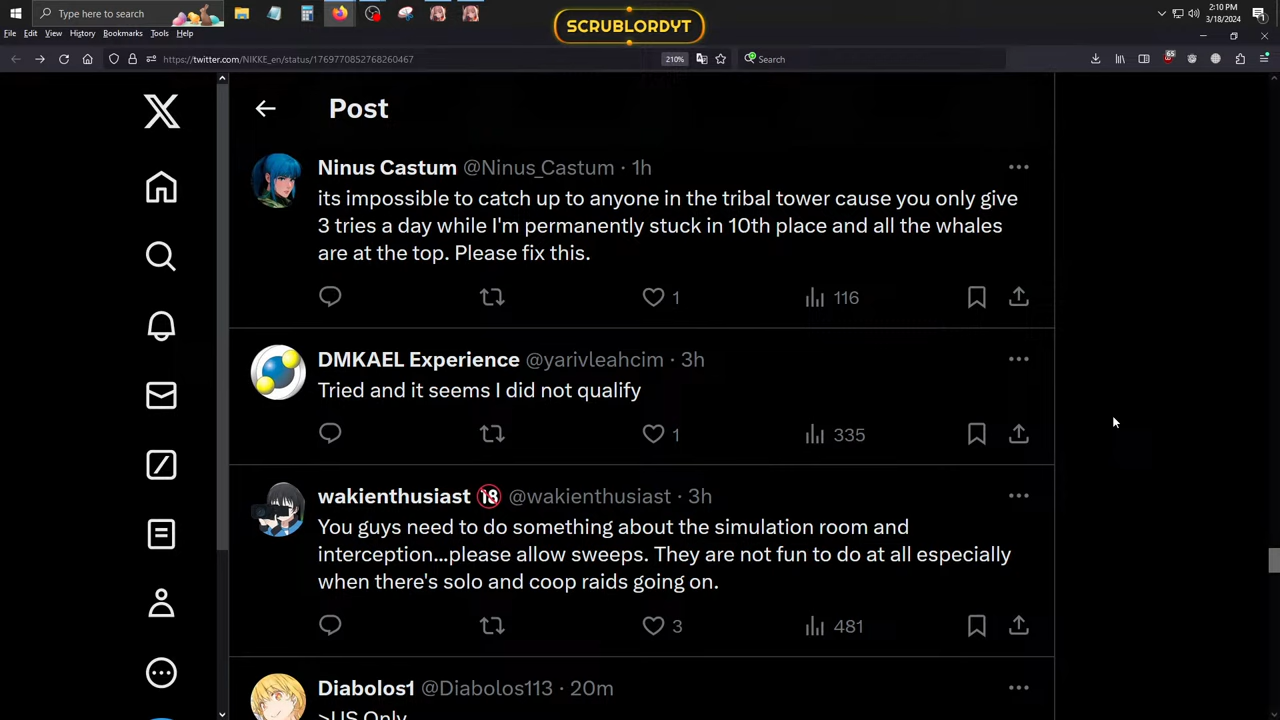 Type here to search
SCRUBLORDYT
2:10 PM
3/18/2024
1
File Edit View History Bookmarks Tools Help
https://twitter.com/NIKKE_en/status/1769770852768260467
210%
Search
65
Post
Ninus Castum @Ninus_Castum · 1h
its impossible to catch up to anyone in the tribal tower cause you only give
3 tries a day while I'm permanently stuck in 10th place and all the whales
are at the top. Please fix this.
1 116
DMKAEL Experience @yarivleahcim · 3h
Tried and it seems I did not qualify
1 335
wakienthusiast 🔞 @wakienthusiast · 3h
You guys need to do something about the simulation room and
interception...please allow sweeps. They are not fun to do at all especially
when there's solo and coop raids going on.
3 481
Diabolos1 @Diabolos113 · 20m
>US Only